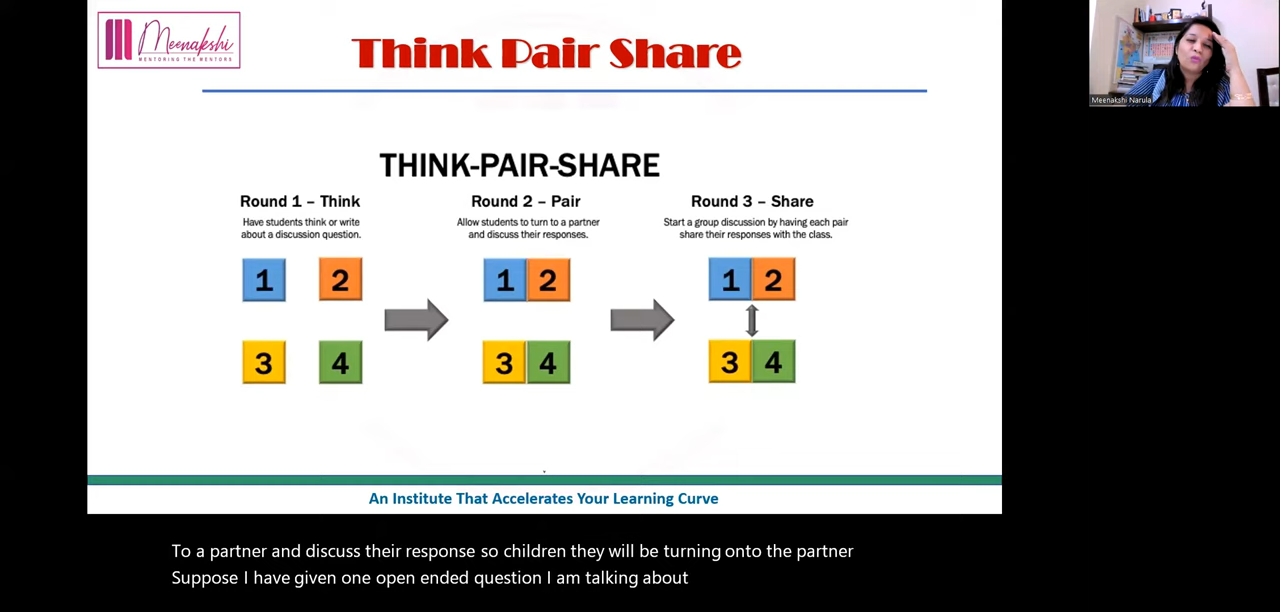 Meenakshi
MENTORING THE MENTORS
Think Pair Share
Meenakshi Narula
THINK-PAIR-SHARE
Round 1 – Think
Have students think or write
about a discussion question.
1 2
3 4
Round 2 – Pair
Allow students to turn to a partner
and discuss their responses.
1 2
3 4
Round 3 – Share
Start a group discussion by having each pair
share their responses with the class.
1 2
3 4
An Institute That Accelerates Your Learning Curve
To a partner and discuss their response so children they will be turning onto the partner
Suppose I have given one open ended question I am talking about